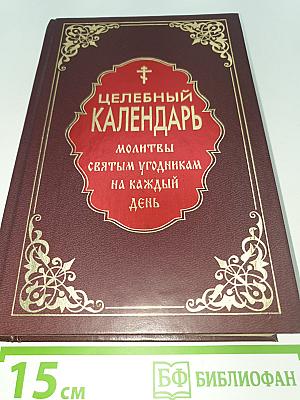 ЦЕЛЕБНЫЙ
КАЛЕНДАРЬ
МОЛИТВЫ
СВЯТЫМ УГОДНИКАМ
НА КАЖДЫЙ
ДЕНЬ
15 СМ
БФ БИБЛИОФАН